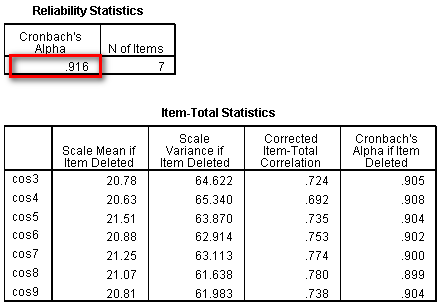 Reliability Statistics
Cronbach's Alpha N of Items
.916 7
Item-Total Statistics
Scale Mean if Item Deleted Scale Variance if Item Deleted Corrected Item-Total Correlation Cronbach's Alpha if Item Deleted
cos3 20.78 64.622 .724 .905
cos4 20.63 65.340 .692 .908
cos5 21.51 63.870 .735 .904
cos6 20.88 62.914 .753 .902
cos7 21.25 63.113 .774 .900
cos8 21.07 61.638 .780 .899
cos9 20.81 61.983 .738 .904